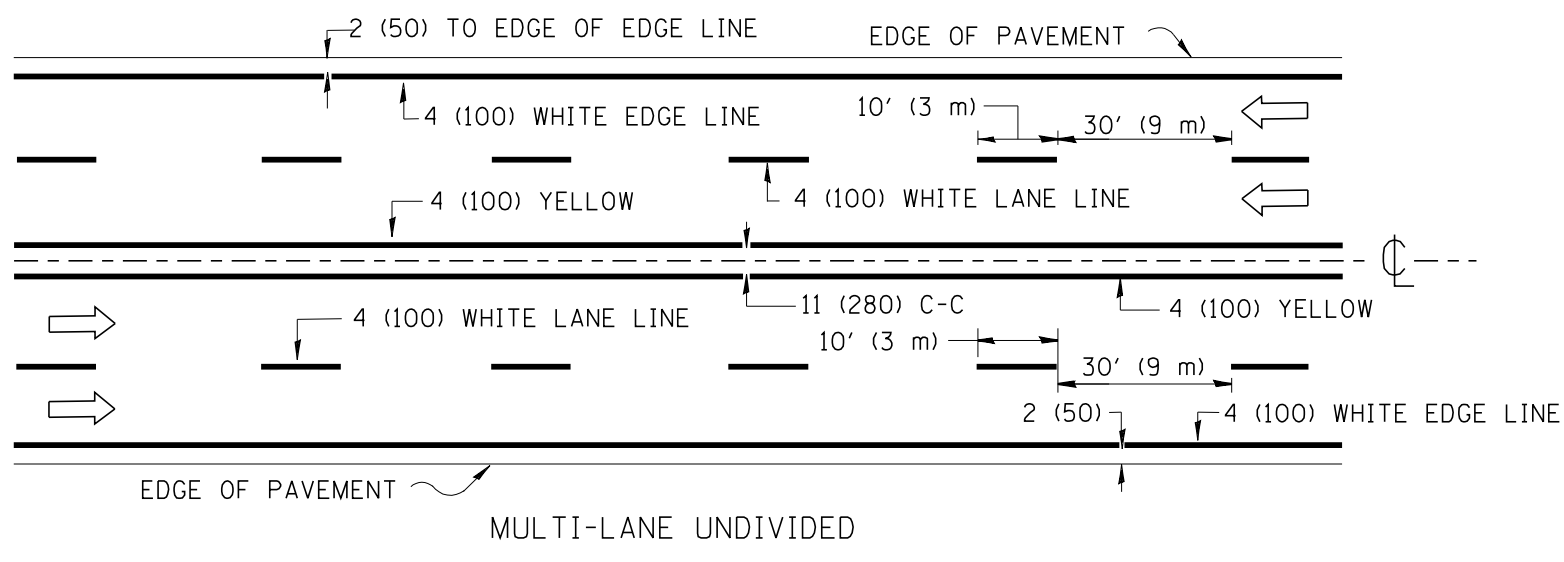 2 (50) TO EDGE OF EDGE LINE
EDGE OF PAVEMENT
4 (100) WHITE EDGE LINE
10' (3 m)
30' (9 m)
4 (100) YELLOW
4 (100) WHITE LANE LINE
CL
11 (280) C-C
4 (100) YELLOW
4 (100) WHITE LANE LINE
10' (3 m)
30' (9 m)
2 (50)
4 (100) WHITE EDGE LINE
EDGE OF PAVEMENT
MULTI-LANE UNDIVIDED